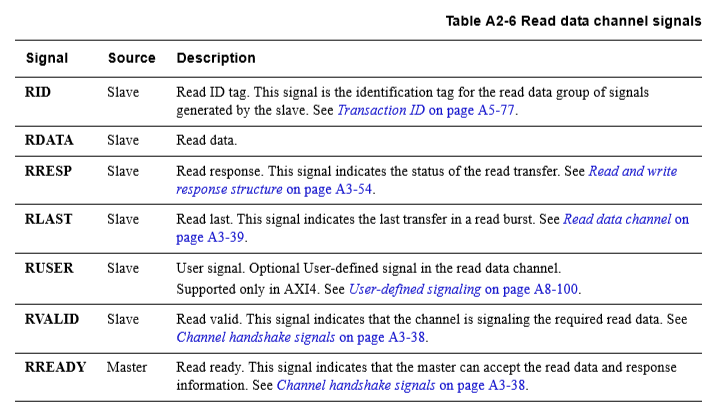 Table A2-6 Read data channel signals
Signal Source Description
RID Slave Read ID tag. This signal is the identification tag for the read data group of signals
generated by the slave. See Transaction ID on page A5-77.
RDATA Slave Read data.
RRESP Slave Read response. This signal indicates the status of the read transfer. See Read and write
response structure on page A3-54.
RLAST Slave Read last. This signal indicates the last transfer in a read burst. See Read data channel on
page A3-39.
RUSER Slave User signal. Optional User-defined signal in the read data channel.
Supported only in AXI4. See User-defined signaling on page A8-100.
RVALID Slave Read valid. This signal indicates that the channel is signaling the required read data. See
Channel handshake signals on page A3-38.
RREADY Master Read ready. This signal indicates that the master can accept the read data and response
information. See Channel handshake signals on page A3-38.